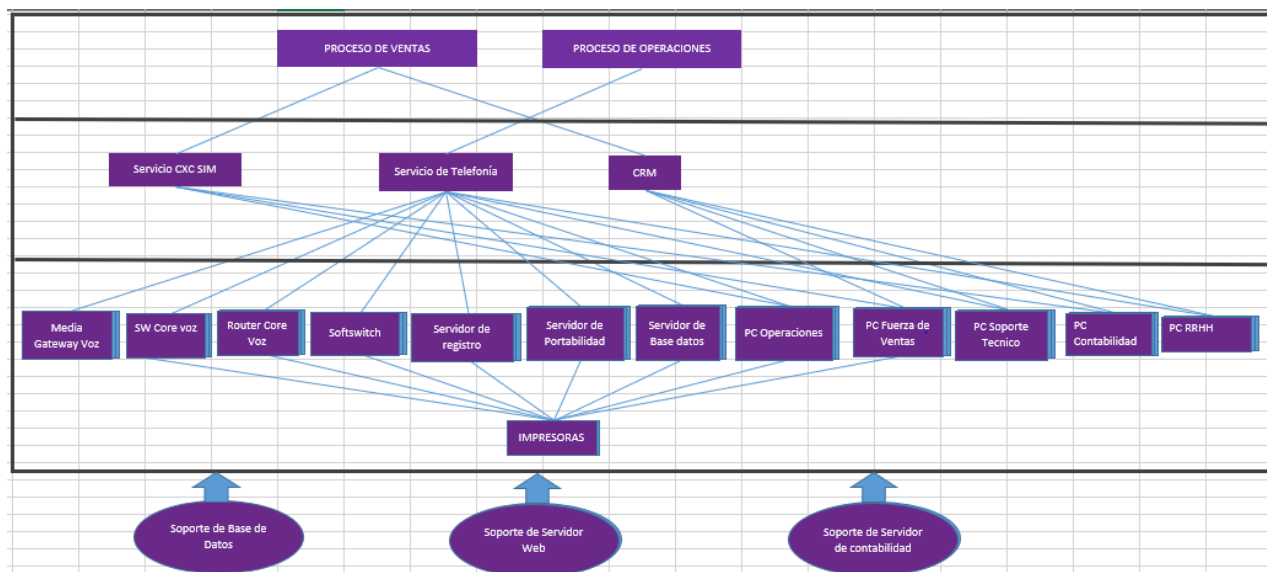 PROCESO DE VENTAS
PROCESO DE OPERACIONES
Servicio CXC SIM
Servicio de Telefonía
CRM
Media
Gateway Voz
SW Core voz
Router Core
Voz
Softswitch
Servidor de
registro
Servidor de
Portabilidad
Servidor de
Base datos
PC Operaciones
PC Fuerza de
Ventas
PC Soporte
Tecnico
PC
Contabilidad
PC RRHH
IMPRESORAS
Soporte de Base de
Datos
Soporte de Servidor
Web
Soporte de Servidor
de contabilidad